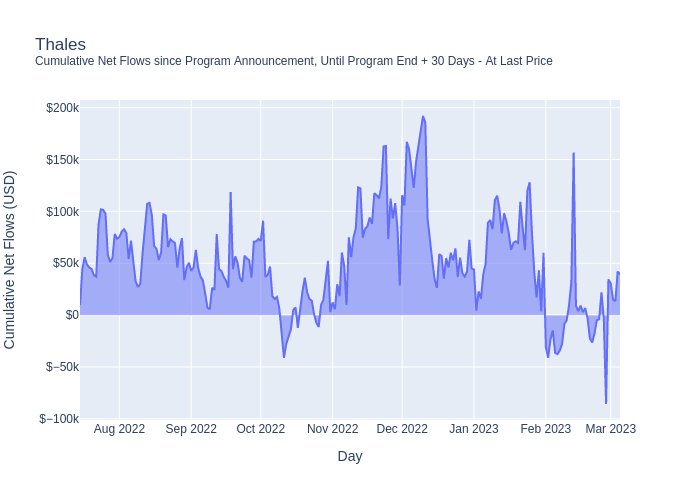 Thales
Cumulative Net Flows since Program Announcement, Until Program End + 30 Days - At Last Price
$200k
$150k
$100k
$50k
$0
$−50k
$−100k
Cumulative Net Flows (USD)
Aug 2022
Sep 2022
Oct 2022
Nov 2022
Dec 2022
Jan 2023
Feb 2023
Mar 2023
Day